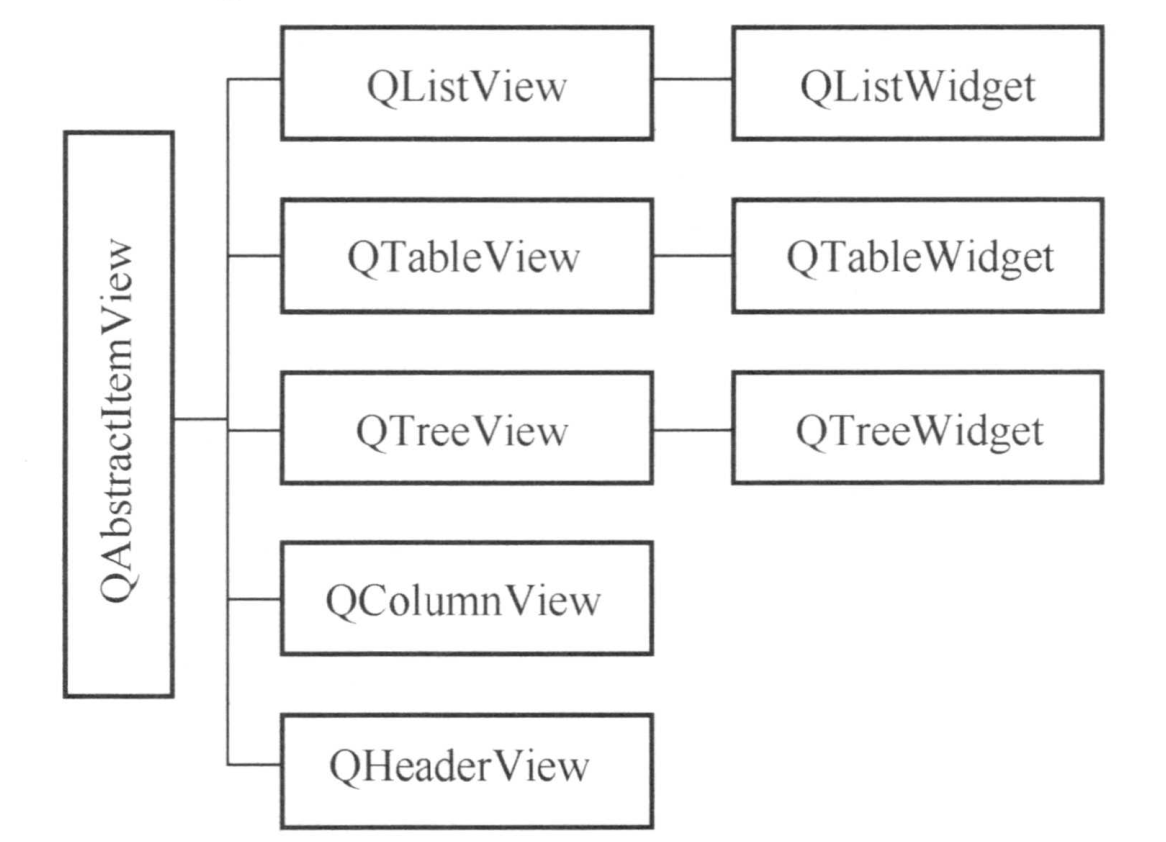 QAbstractItemView
QListView
QListWidget
QTableView
QTableWidget
QTreeView
QTreeWidget
QColumnView
QHeaderView